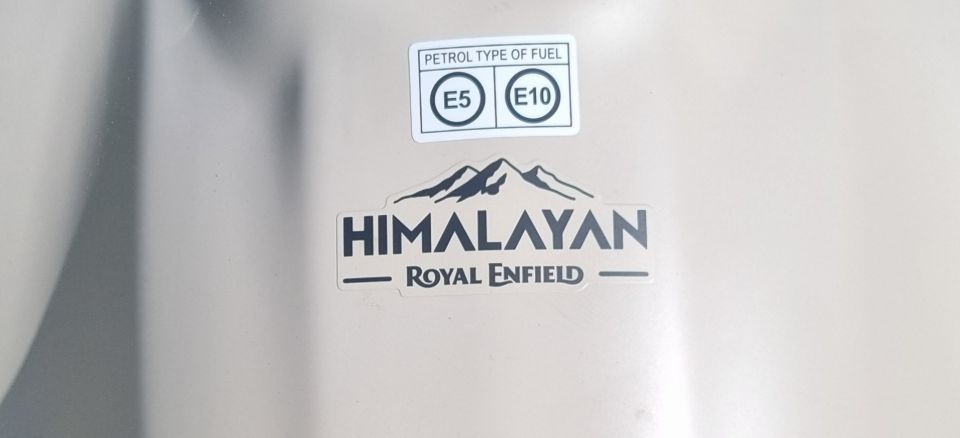 PETROL TYPE OF FUEL
E5 E10
HIMALAYAN
ROYAL ENFIELD